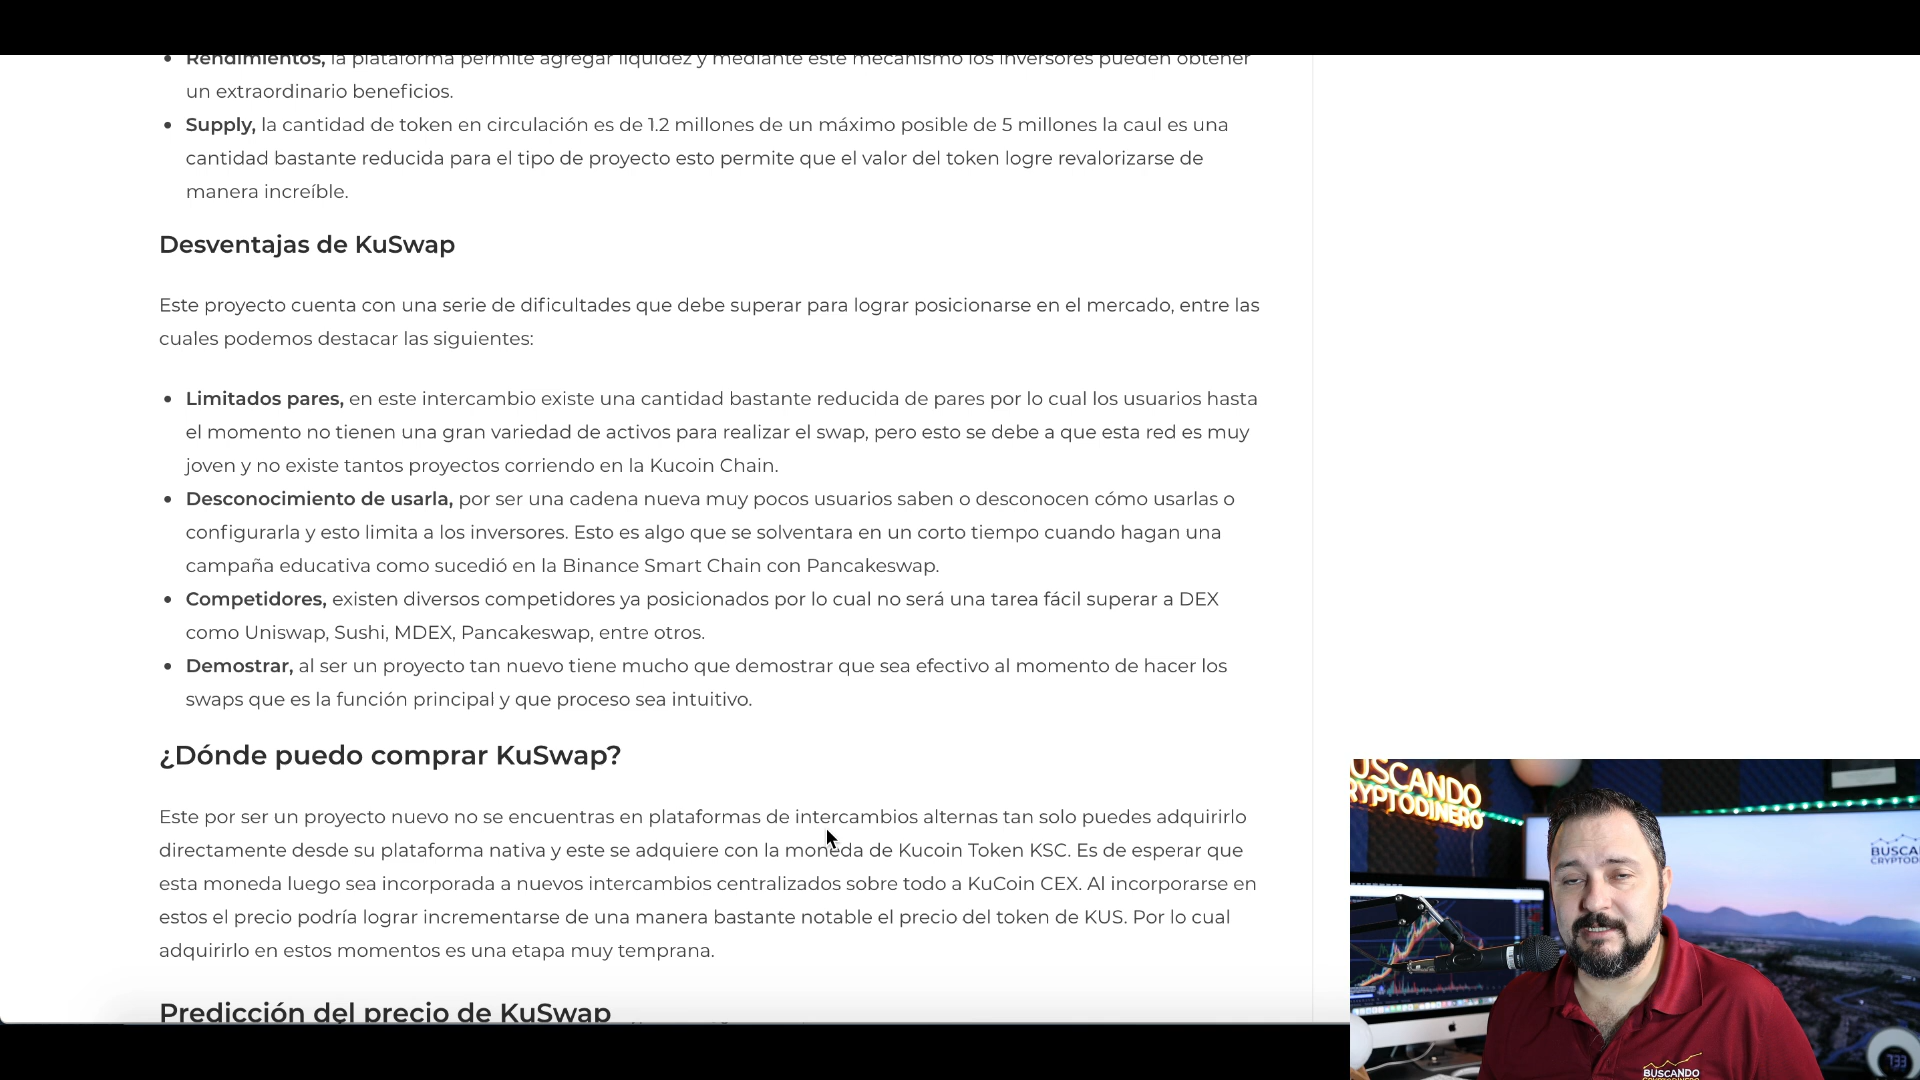 Rendimientos, la plataforma permite agregar liquidez y mediante este mecanismo los inversores pueden obtener
un extraordinario beneficios.
Supply, la cantidad de token en circulación es de 1.2 millones de un máximo posible de 5 millones la caul es una
cantidad bastante reducida para el tipo de proyecto esto permite que el valor del token logre revalorizarse de
manera increíble.
Desventajas de KuSwap
Este proyecto cuenta con una serie de dificultades que debe superar para lograr posicionarse en el mercado, entre las
cuales podemos destacar las siguientes:
Limitados pares, en este intercambio existe una cantidad bastante reducida de pares por lo cual los usuarios hasta
el momento no tienen una gran variedad de activos para realizar el swap, pero esto se debe a que esta red es muy
joven y no existe tantos proyectos corriendo en la Kucoin Chain.
Desconocimiento de usarla, por ser una cadena nueva muy pocos usuarios saben o desconocen cómo usarlas o
configurarla y esto limita a los inversores. Esto es algo que se solventara en un corto tiempo cuando hagan una
campaña educativa como sucedió en la Binance Smart Chain con Pancakeswap.
Competidores, existen diversos competidores ya posicionados por lo cual no será una tarea fácil superar a DEX
como Uniswap, Sushi, MDEX, Pancakeswap, entre otros.
Demostrar, al ser un proyecto tan nuevo tiene mucho que demostrar que sea efectivo al momento de hacer los
swaps que es la función principal y que proceso sea intuitivo.
¿Dónde puedo comprar KuSwap?
Este por ser un proyecto nuevo no se encuentras en plataformas de intercambios alternas tan solo puedes adquirirlo
directamente desde su plataforma nativa y este se adquiere con la moneda de Kucoin Token KSC. Es de esperar que
esta moneda luego sea incorporada a nuevos intercambios centralizados sobre todo a KuCoin CEX. Al incorporarse en
estos el precio podría lograr incrementarse de una manera bastante notable el precio del token de KUS. Por lo cual
adquirirlo en estos momentos es una etapa muy temprana.
Predicción del precio de KuSwap
USCANDO
RYPTODINERO
BUSCA
CRYPTOD
733
BUSCANDO